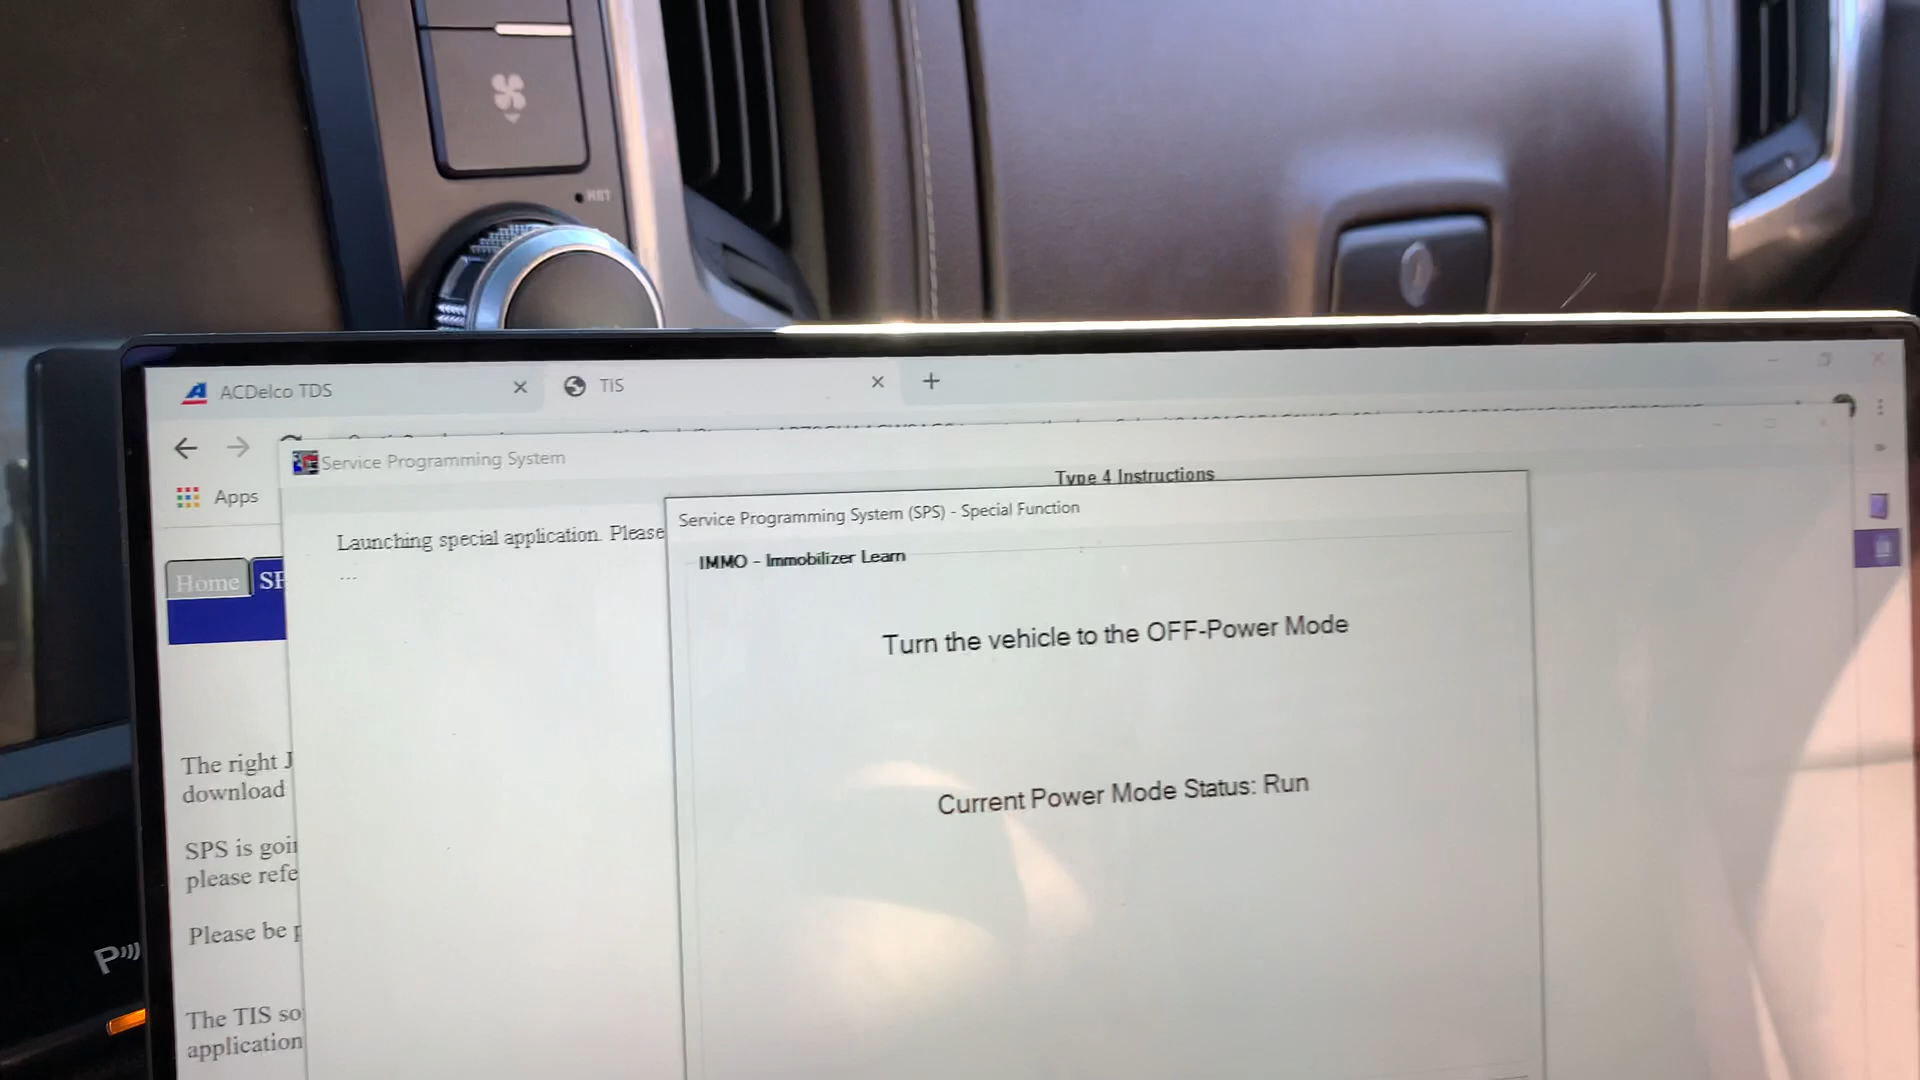 RST
ACDelco TDS
TIS
Service Programming System
Type 4 Instructions
Apps
Service Programming System (SPS) - Special Function
Launching special application. Please
...
IMMO - Immobilizer Learn
Home
Turn the vehicle to the OFF-Power Mode
The right J
download
Current Power Mode Status: Run
SPS is goi
please refe
Please be p
P
The TIS so
application